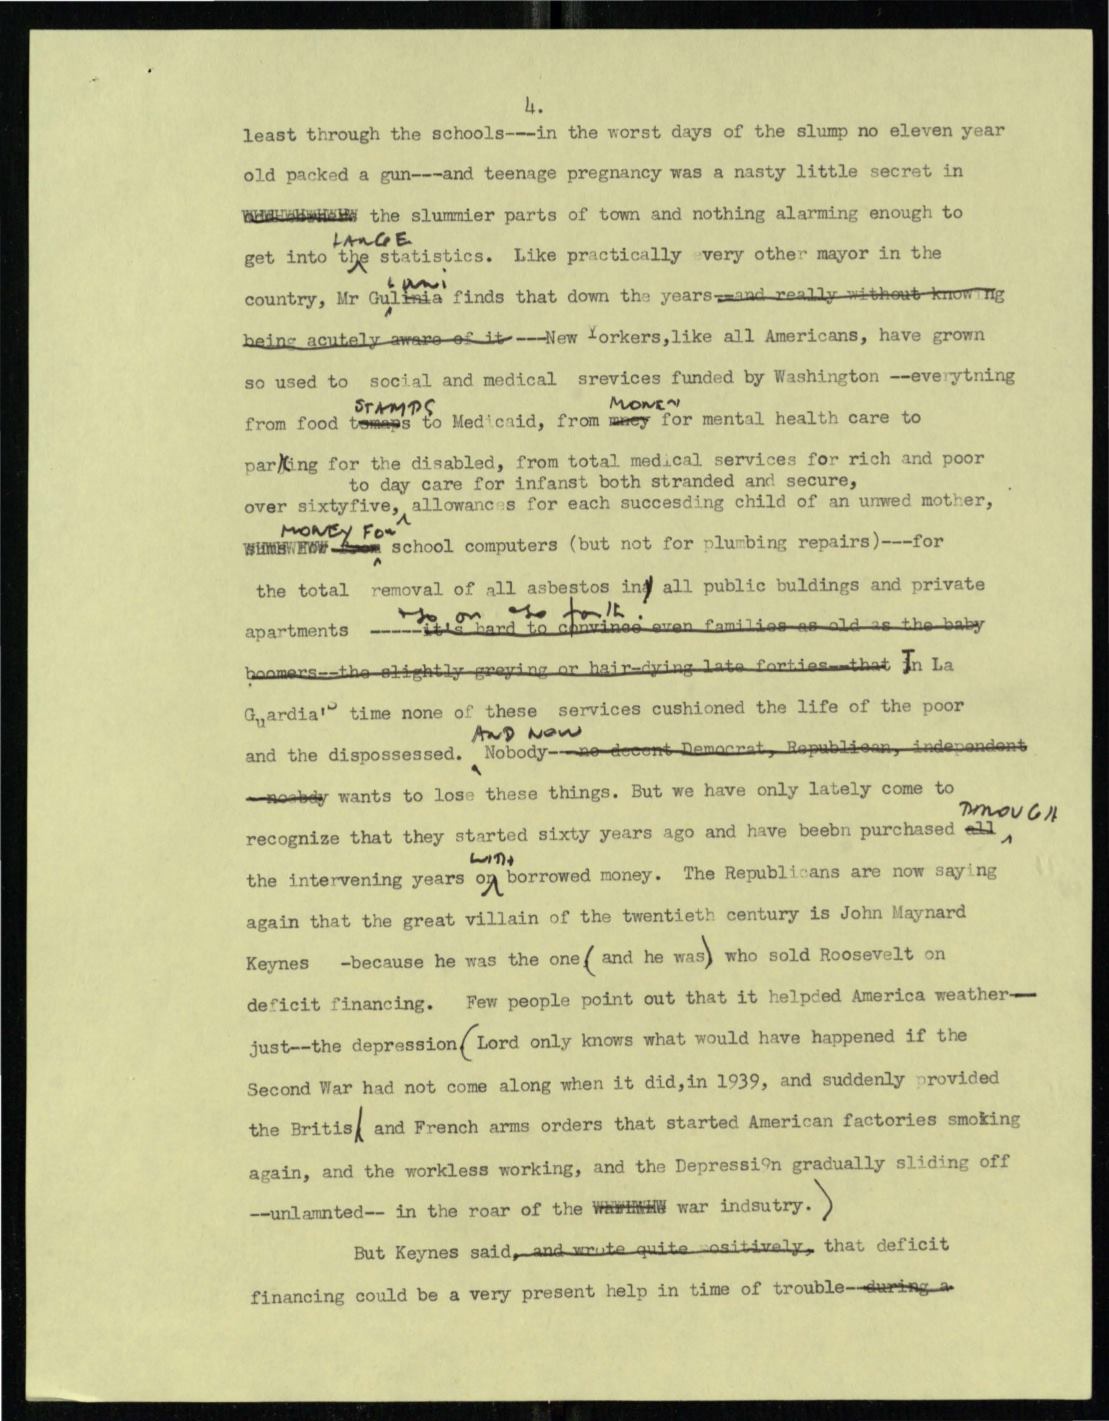 4.
least through the schools---in the worst days of the slump no eleven year
old packed a gun---and teenage pregnancy was a nasty little secret in
the slummier parts of town and nothing alarming enough to
LARGE
get into the statistics. Like practically every other mayor in the
iani
country, Mr Gulinia finds that down the years--and really without knowing
being acutely aware of it ---New Yorkers,like all Americans, have grown
so used to social and medical srevices funded by Washington --everytning
STAMPS MONEY
from food tsmaps to Medicaid, from mney for mental health care to
parking for the disabled, from total medical services for rich and poor
to day care for infanst both stranded and secure,
over sixtyfive, allowances for each succesding child of an unwed mother,
MONEY FOR
school computers (but not for plumbing repairs)---for
the total removal of all asbestos in all public buldings and private
& so on & so forth.
apartments -----it's hard to convince even families as old as the baby
boomers--the slightly greying or hair-dying late forties--that In La
Guardia's time none of these services cushioned the life of the poor
AND NOW
and the dispossessed. Nobody---no decent Democrat, Republican, independent
--noabdy wants to lose these things. But we have only lately come to
THROUGH
recognize that they started sixty years ago and have beebn purchased all
WITH
the intervening years on borrowed money. The Republicans are now saying
again that the great villain of the twentieth century is John Maynard
Keynes -because he was the one( and he was) who sold Roosevelt on
deficit financing. Few people point out that it helpded America weather—
just--the depression(Lord only knows what would have happened if the
Second War had not come along when it did,in 1939, and suddenly provided
the British and French arms orders that started American factories smoking
again, and the workless working, and the Depression gradually sliding off
--unlamnted-- in the roar of the war indsutry.)
But Keynes said, and wrote quite positively, that deficit
financing could be a very present help in time of trouble--during a